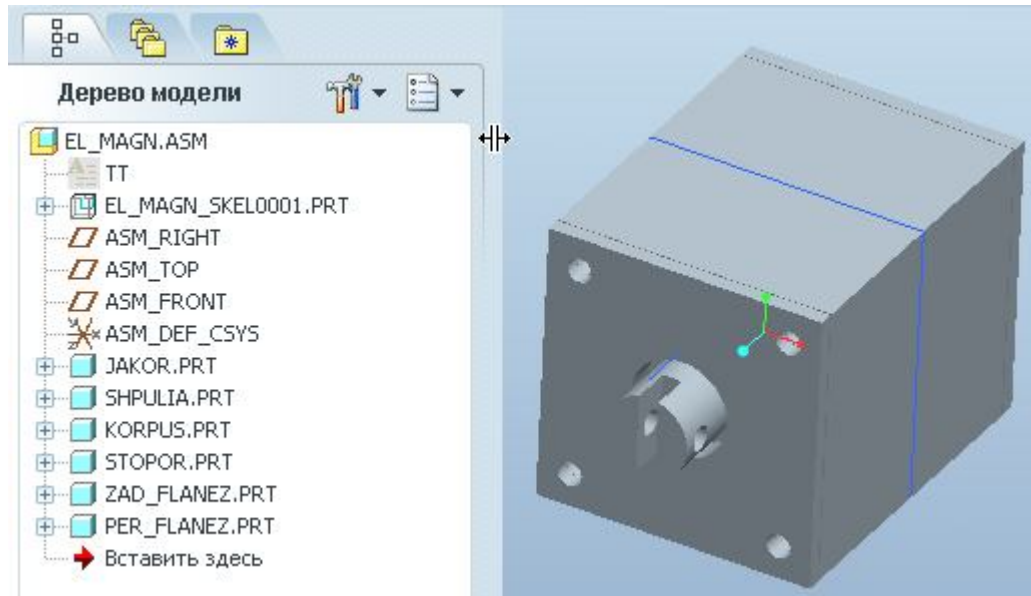 Дерево модели
EL_MAGN.ASM
TT
EL_MAGN_SKEL0001.PRT
ASM_RIGHT
ASM_TOP
ASM_FRONT
ASM_DEF_CSYS
JAKOR.PRT
SHPULIA.PRT
KORPUS.PRT
STOPOR.PRT
ZAD_FLANEZ.PRT
PER_FLANEZ.PRT
Вставить здесь